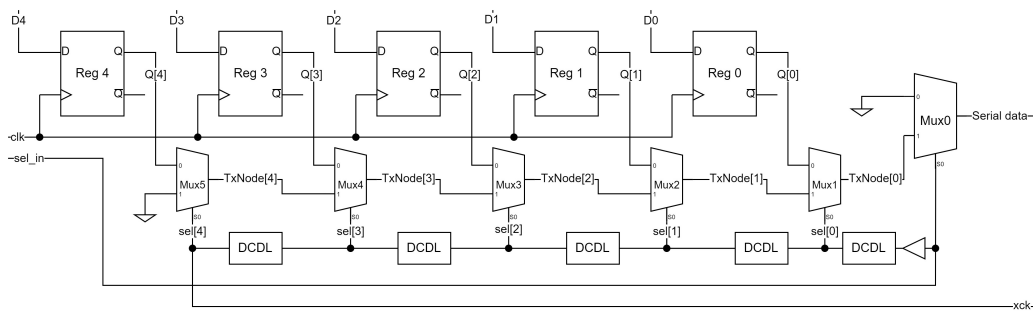 D4 D3 D2 D1 D0
D Q D Q D Q D Q D Q
Reg 4 Q[4] Reg 3 Q[3] Reg 2 Q[2] Reg 1 Q[1] Reg 0 Q[0]
Q Q Q Q Q
0
Mux0 Serial data
1
clk
sel_in
S0
0 0 0 0 0
Mux5 TxNode[4] Mux4 TxNode[3] Mux3 TxNode[2] Mux2 TxNode[1] Mux1 TxNode[0]
1 1 1 1 1
S0 S0 S0 S0 S0
sel[4] sel[3] sel[2] sel[1] sel[0]
DCDL DCDL DCDL DCDL DCDL
xck